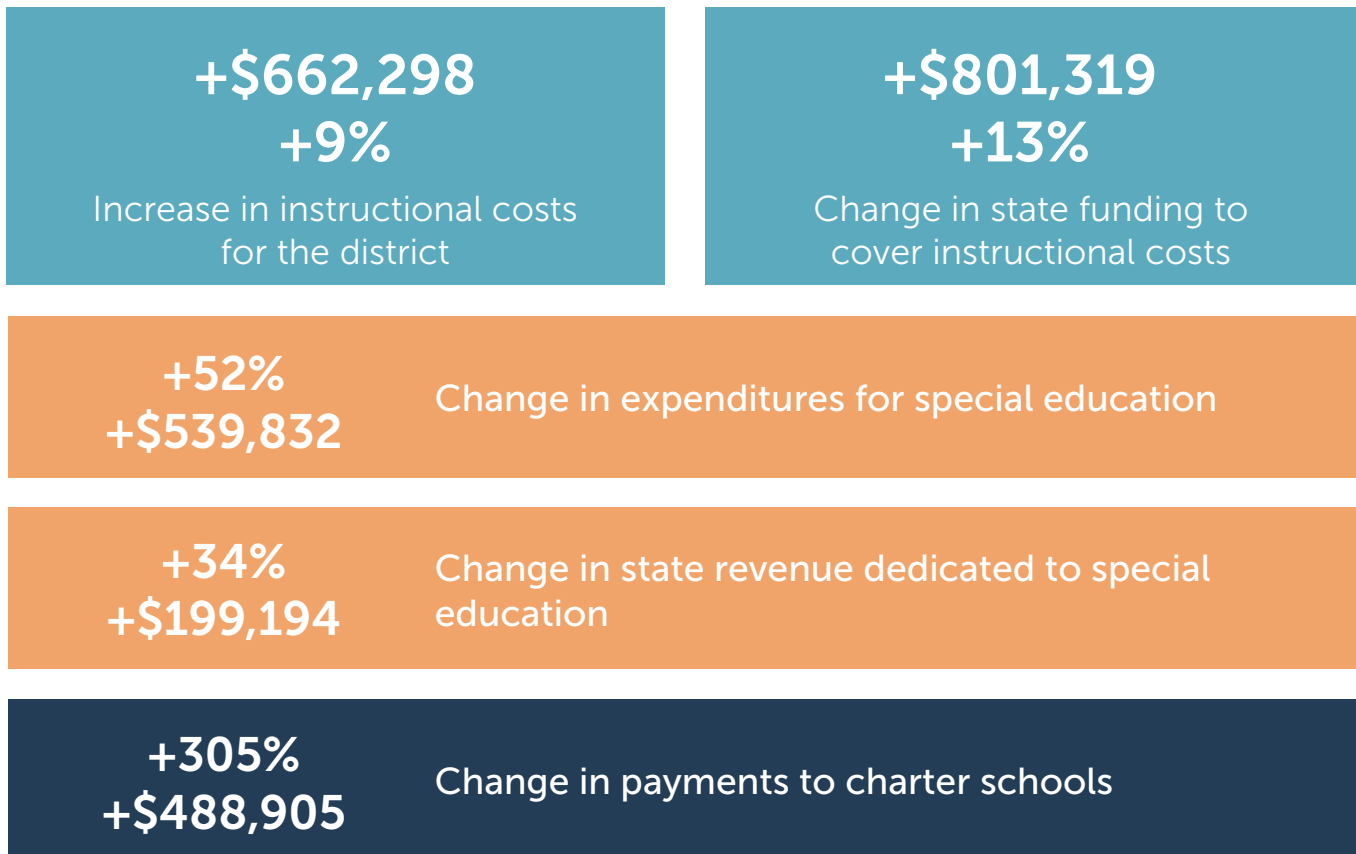 +$662,298
+9%
Increase in instructional costs
for the district
+$801,319
+13%
Change in state funding to
cover instructional costs
+52%
+$539,832
Change in expenditures for special education
+34%
+$199,194
Change in state revenue dedicated to special
education
+305%
+$488,905
Change in payments to charter schools